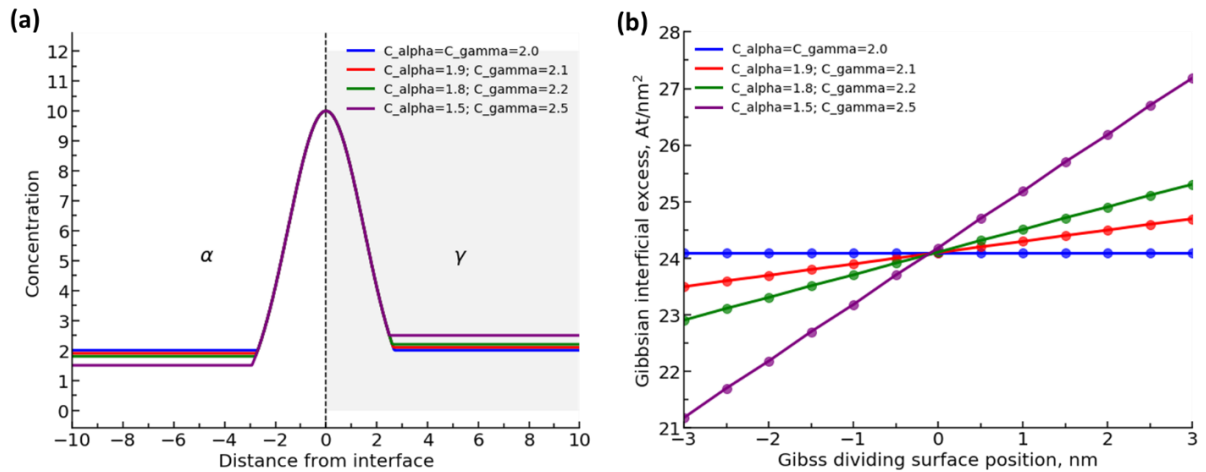 (a)
12
11
10
9
8
7
6
5
4
3
2
1
0
Concentration
C_alpha=C_gamma=2.0
C_alpha=1.9; C_gamma=2.1
C_alpha=1.8; C_gamma=2.2
C_alpha=1.5; C_gamma=2.5
α
γ
−10 −8 −6 −4 −2 0 2 4 6 8 10
Distance from interface
(b)
28
27
26
25
24
23
22
21
Gibbsian interficial excess, At/nm²
C_alpha=C_gamma=2.0
C_alpha=1.9; C_gamma=2.1
C_alpha=1.8; C_gamma=2.2
C_alpha=1.5; C_gamma=2.5
−3 −2 −1 0 1 2 3
Gibss dividing surface position, nm